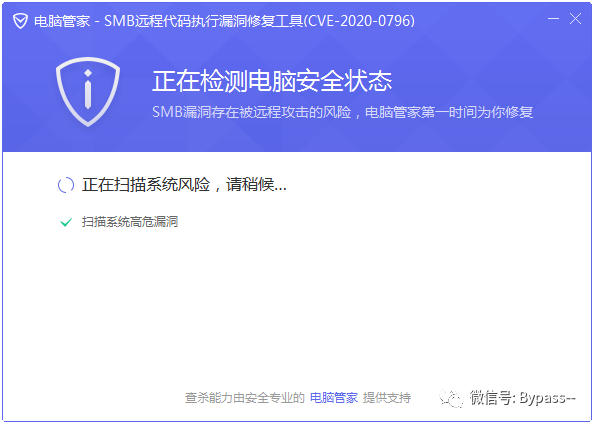 电脑管家 - SMB远程代码执行漏洞修复工具(CVE-2020-0796)
正在检测电脑安全状态
SMB漏洞存在被远程攻击的风险，电脑管家第一时间为你修复
正在扫描系统风险，请稍候...
扫描系统高危漏洞
查杀能力由安全专业的 电脑管家 提供支持
微信号: Bypass--